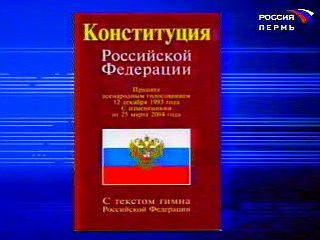 РОССИЯ
ПЕРМЬ
Конституция
Российской
Федерации
Принята
всенародным голосованием
12 декабря 1993 года
С изменениями
от 25 марта 2004 года
С текстом гимна
Российской Федерации